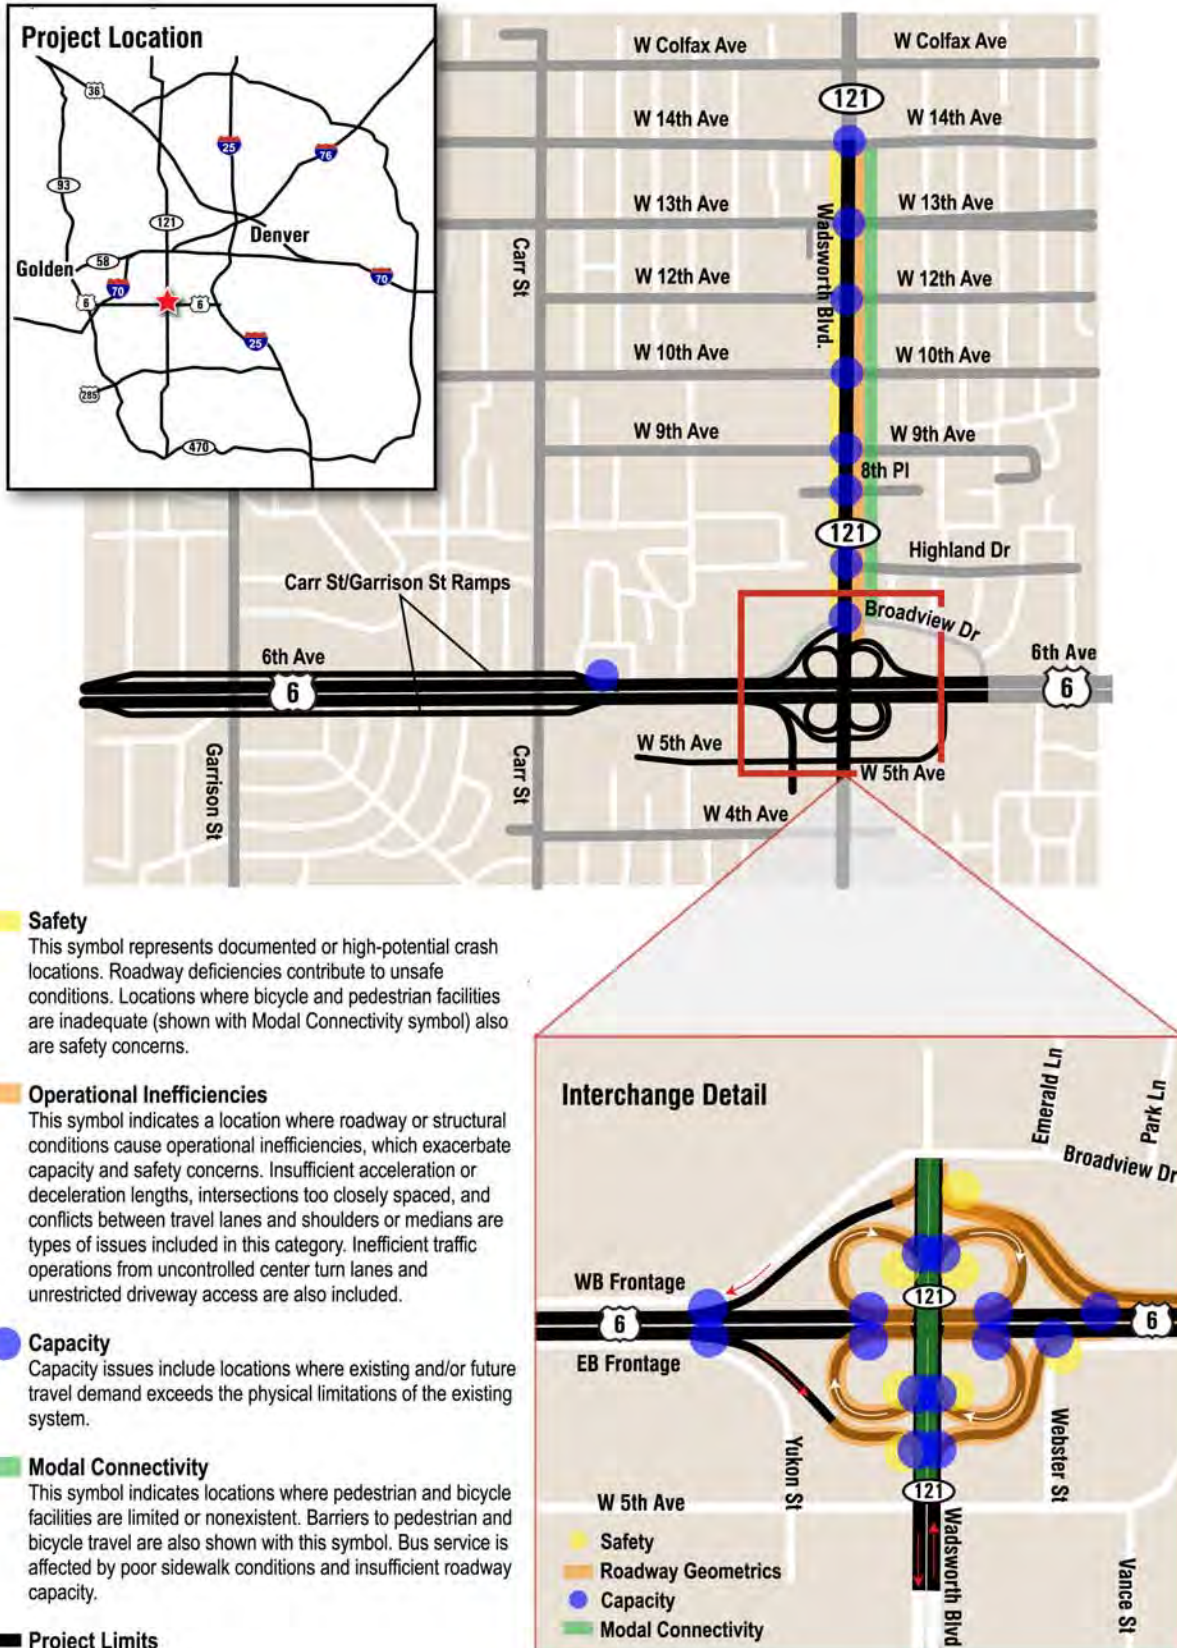 Project Location
36
25
76
93
121
Denver
Golden
58
70
70
6
6
25
285
470
W Colfax Ave
W Colfax Ave
121
W 14th Ave
W 14th Ave
W 13th Ave
W 13th Ave
Wadsworth Blvd.
Carr St
W 12th Ave
W 12th Ave
W 10th Ave
W 10th Ave
W 9th Ave
W 9th Ave
8th Pl
121
Highland Dr
Carr St/Garrison St Ramps
Broadview Dr
6th Ave
6
6th Ave
6
W 5th Ave
W 5th Ave
Garrison St
Carr St
W 4th Ave
Safety
This symbol represents documented or high-potential crash
locations. Roadway deficiencies contribute to unsafe
conditions. Locations where bicycle and pedestrian facilities
are inadequate (shown with Modal Connectivity symbol) also
are safety concerns.
Operational Inefficiencies
This symbol indicates a location where roadway or structural
conditions cause operational inefficiencies, which exacerbate
capacity and safety concerns. Insufficient acceleration or
deceleration lengths, intersections too closely spaced, and
conflicts between travel lanes and shoulders or medians are
types of issues included in this category. Inefficient traffic
operations from uncontrolled center turn lanes and
unrestricted driveway access are also included.
Capacity
Capacity issues include locations where existing and/or future
travel demand exceeds the physical limitations of the existing
system.
Modal Connectivity
This symbol indicates locations where pedestrian and bicycle
facilities are limited or nonexistent. Barriers to pedestrian and
bicycle travel are also shown with this symbol. Bus service is
affected by poor sidewalk conditions and insufficient roadway
capacity.
Project Limits
Interchange Detail
Emerald Ln
Park Ln
Broadview Dr
WB Frontage
121
6
6
EB Frontage
Yukon St
Webster St
121
W 5th Ave
Wadsworth Blvd
Vance St
Safety
Roadway Geometrics
Capacity
Modal Connectivity